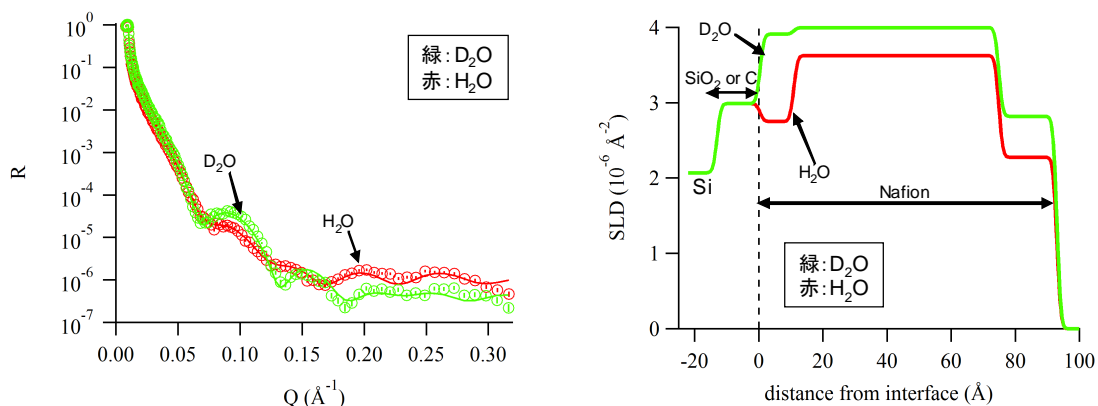 10⁰
10⁻¹
10⁻²
10⁻³
10⁻⁴
10⁻⁵
10⁻⁶
10⁻⁷
R
緑：D₂O
赤：H₂O
D₂O
H₂O
0.00 0.05 0.10 0.15 0.20 0.25 0.30
Q (Å⁻¹)
4
3
2
1
0
SLD (10⁻⁶ Å⁻²)
D₂O
SiO₂ or C
H₂O
Si
Nafion
緑：D₂O
赤：H₂O
-20 0 20 40 60 80 100
distance from interface (Å)